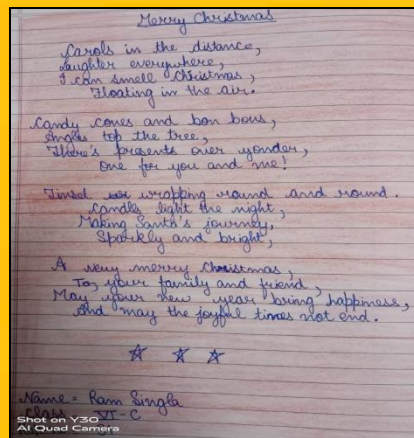 Merry Christmas
Carols in the distance,
Laughter everywhere,
I can smell Christmas,
Floating in the air.
Candy Cones and bon bons,
Angles top the tree,
There's presents over yonder,
One for you and me!
Tinsel wrapping round and round.
Candles light the night,
Making Santa's journey,
Sparkly and bright,
A very merry Christmas,
To, your family and friend,
May your new year bring happiness,
And may the joyful times not end.
Name = Ram Singla
Class VI-C
Shot on Y30
AI Quad Camera